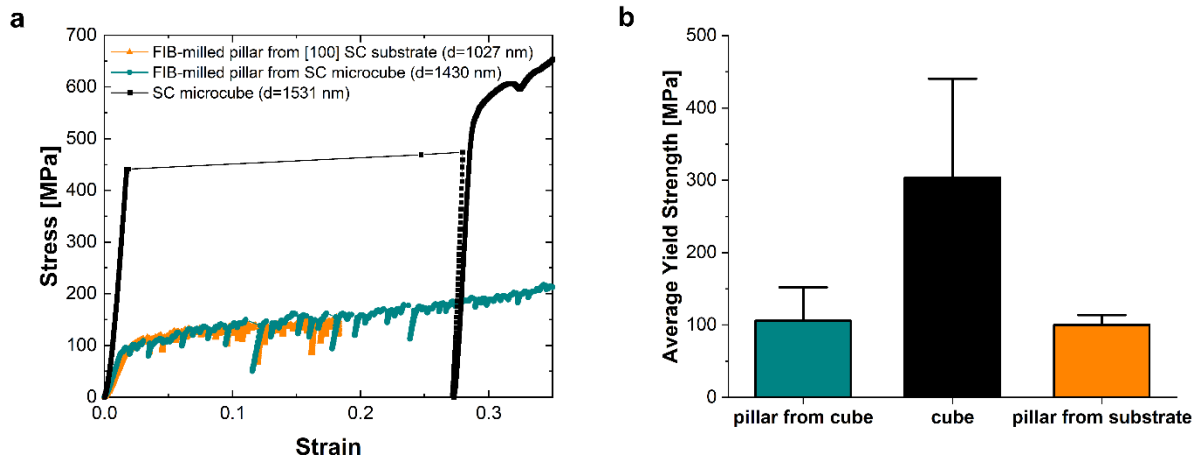 a
FIB-milled pillar from [100] SC substrate (d=1027 nm)
FIB-milled pillar from SC microcube (d=1430 nm)
SC microcube (d=1531 nm)
Stress [MPa]
700
600
500
400
300
200
100
0
0.0
0.1
0.2
0.3
Strain
b
Average Yield Strength [MPa]
500
400
300
200
100
0
pillar from cube
cube
pillar from substrate